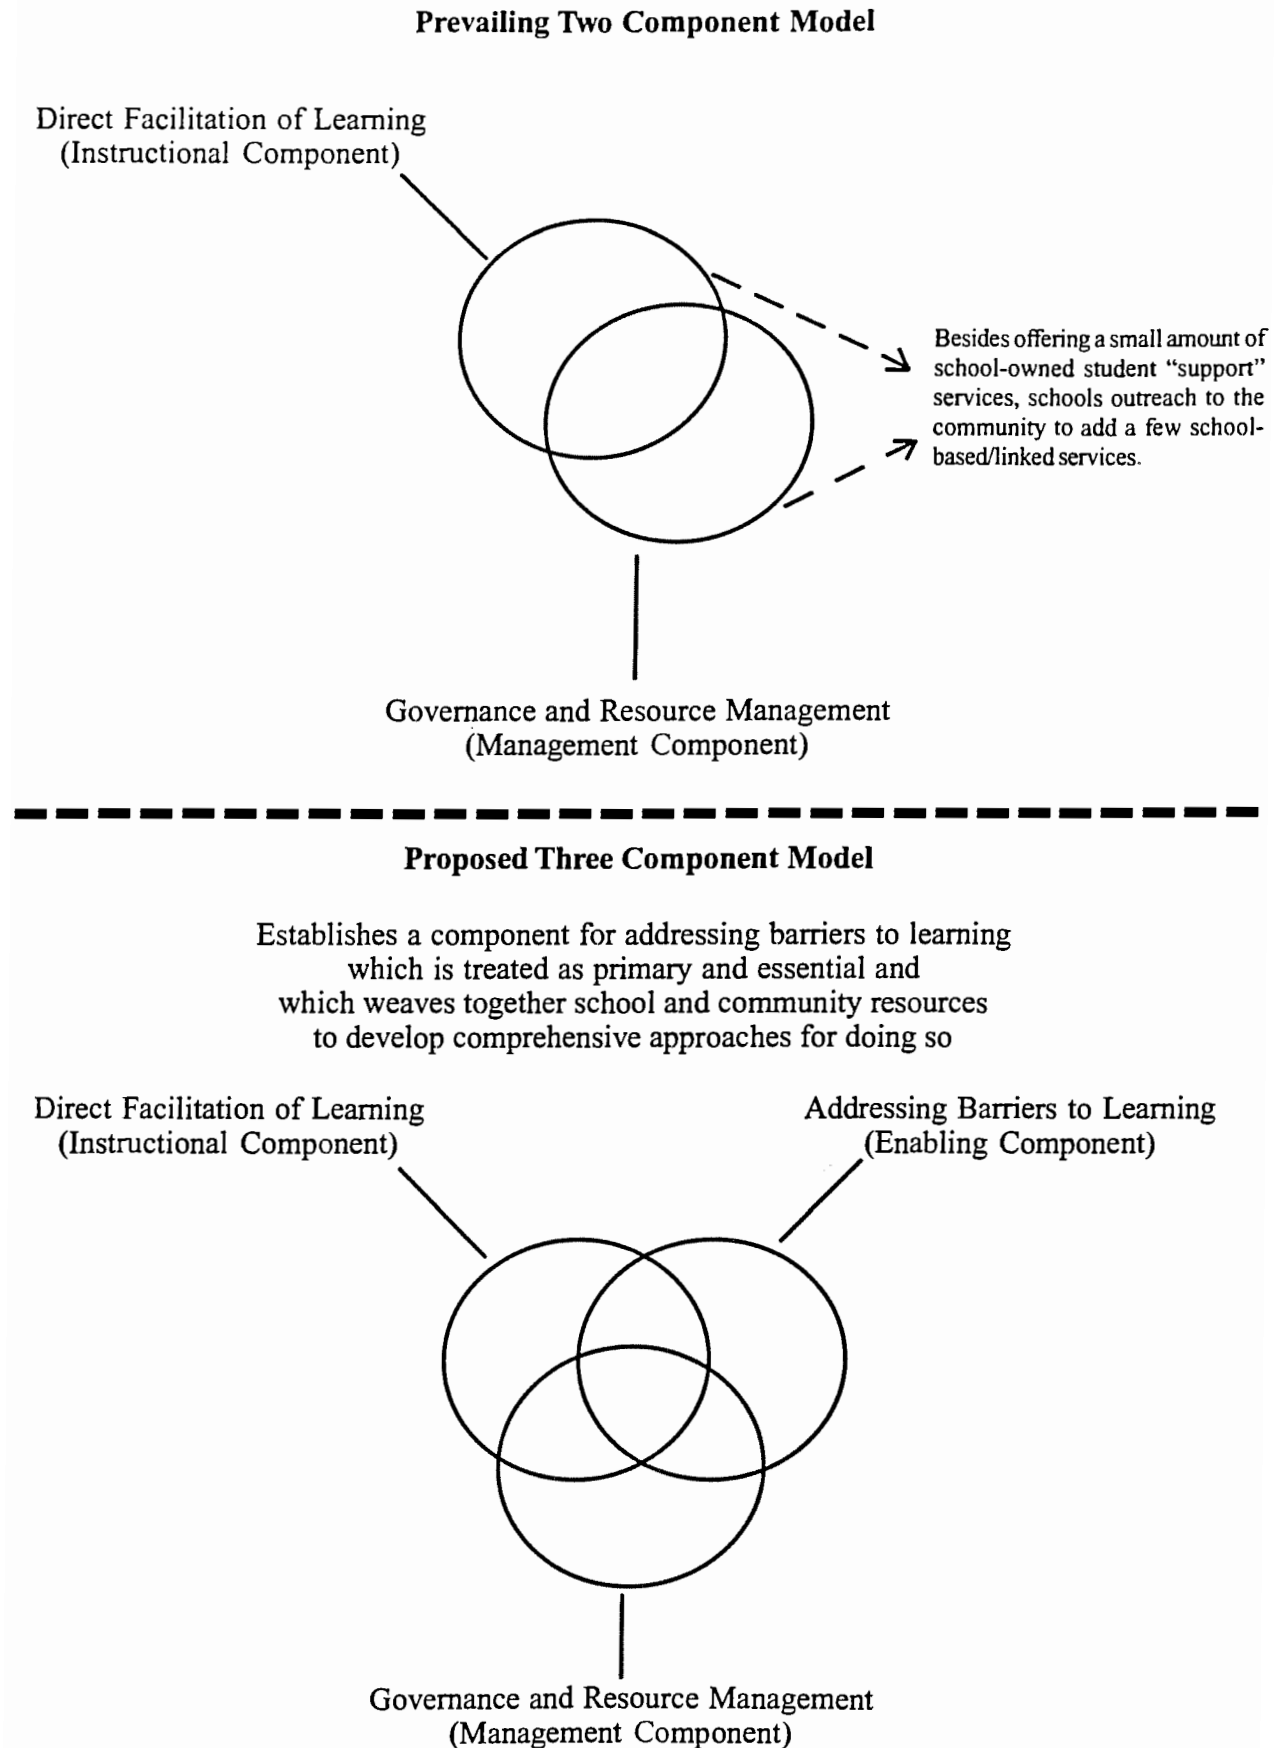 Prevailing Two Component Model
Direct Facilitation of Learning
(Instructional Component)
Besides offering a small amount of
school-owned student “support”
services, schools outreach to the
community to add a few school-
based/linked services.
Governance and Resource Management
(Management Component)
Proposed Three Component Model
Establishes a component for addressing barriers to learning
which is treated as primary and essential and
which weaves together school and community resources
to develop comprehensive approaches for doing so
Direct Facilitation of Learning
(Instructional Component)
Addressing Barriers to Learning
(Enabling Component)
Governance and Resource Management
(Management Component)